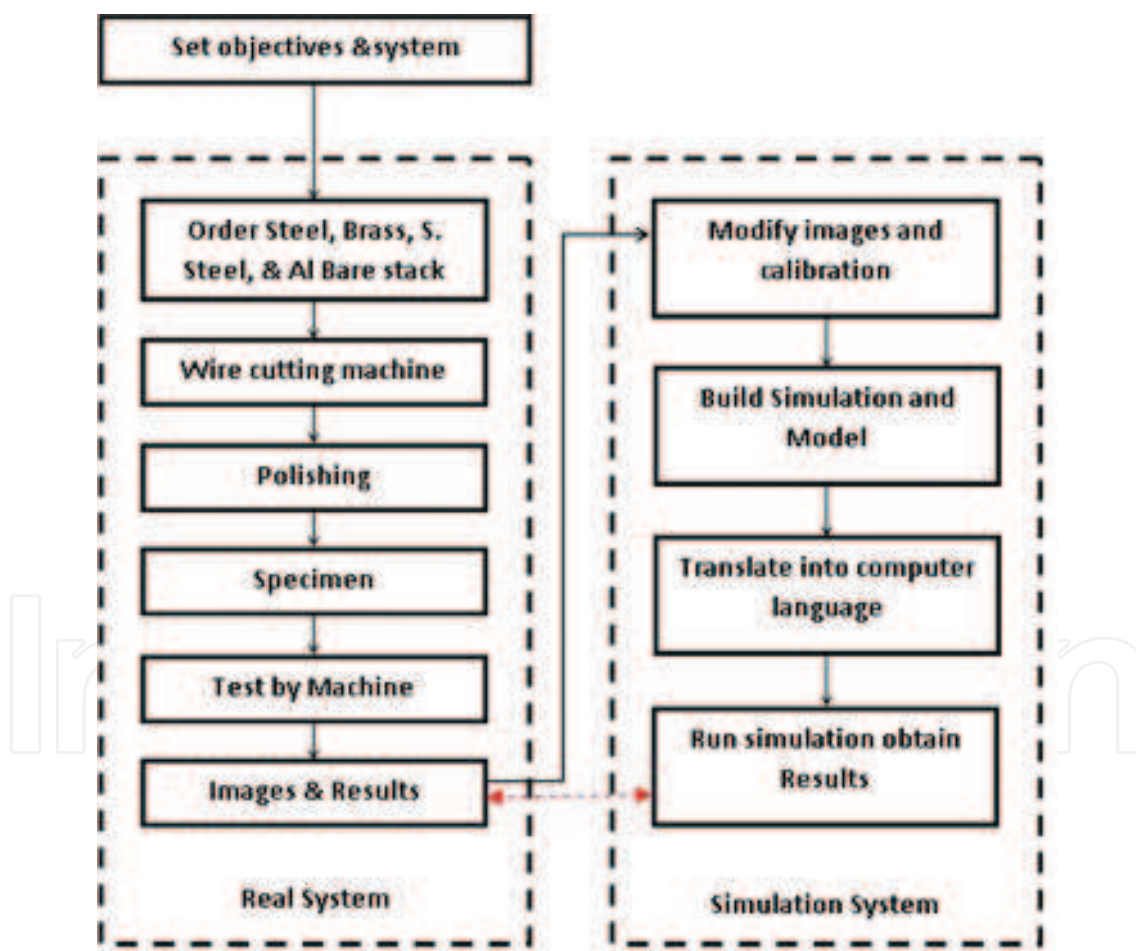 Set objectives &system
Order Steel, Brass, S.
Steel, & Al Bare stack
Wire cutting machine
Polishing
Specimen
Test by Machine
Images & Results
Real System
Modify images and
calibration
Build Simulation and
Model
Translate into computer
language
Run simulation obtain
Results
Simulation System